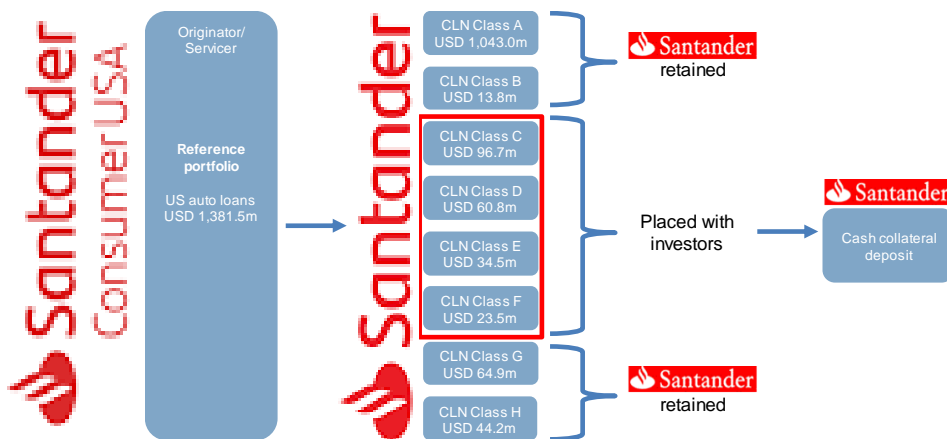 Santander
Consumer USA
Originator/
Servicer
Reference
portfolio
US auto loans
USD 1,381.5m
Santander
CLN Class A
USD 1,043.0m
CLN Class B
USD 13.8m
CLN Class C
USD 96.7m
CLN Class D
USD 60.8m
CLN Class E
USD 34.5m
CLN Class F
USD 23.5m
CLN Class G
USD 64.9m
CLN Class H
USD 44.2m
Santander
retained
Placed with
investors
Santander
retained
Santander
Cash collateral
deposit